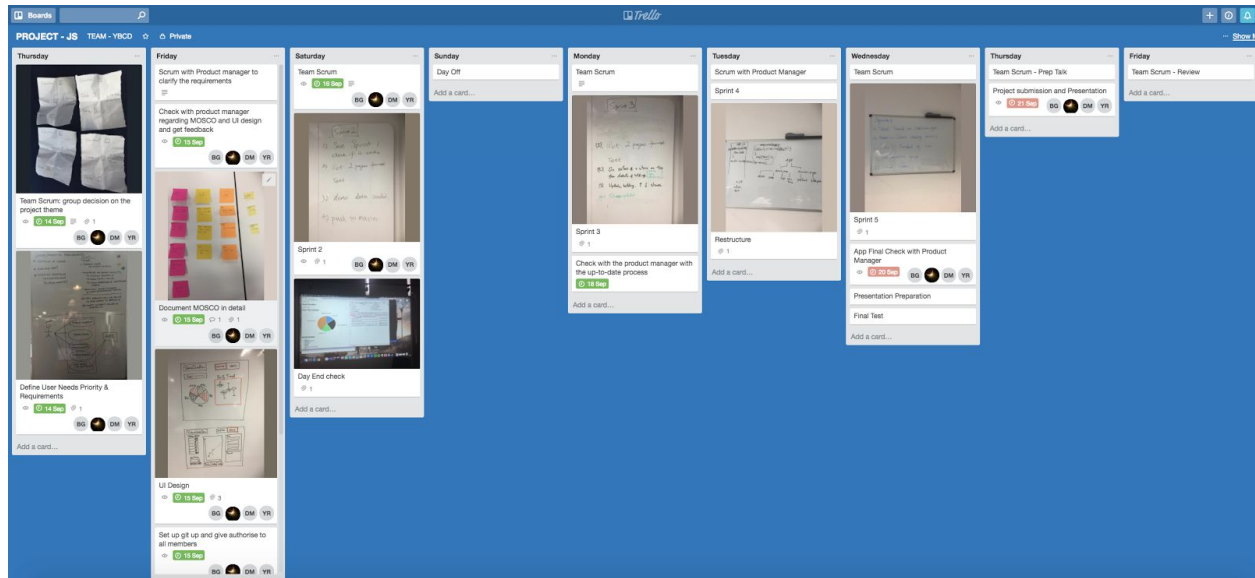 Boards
Trello
PROJECT - JS TEAM - YBCD Private
Show
Thursday
Team Scrum: group decision on the
project theme
14 Sep 1
BG DM YR
Define User Needs Priority &
Requirements
14 Sep 1
BG DM YR
Add a card...
Friday
Scrum with Product manager to
clarify the requirements
Check with product manager
regarding MOSCO and UI design
and get feedback
15 Sep
BG DM YR
Document MOSCO in detail
15 Sep 1 1
BG DM YR
UI Design
15 Sep 3
BG DM YR
Set up git up and give authorise to
all members
15 Sep
BG DM YR
Saturday
Team Scrum
16 Sep
BG DM YR
Sprint 2
1
BG DM YR
Day End check
1
Add a card...
Sunday
Day Off
Add a card...
Monday
Team Scrum
Sprint 3
1
Check with the product manager with
the up-to-date process
18 Sep
Add a card...
Tuesday
Scrum with Product Manager
Sprint 4
Restructure
1
Add a card...
Wednesday
Team Scrum
Sprint 5
1
App Final Check with Product
Manager
20 Sep
BG DM YR
Presentation Preparation
Final Test
Add a card...
Thursday
Team Scrum - Prep Talk
Project submission and Presentation
21 Sep
BG DM YR
Add a card...
Friday
Team Scrum - Review
Add a card...